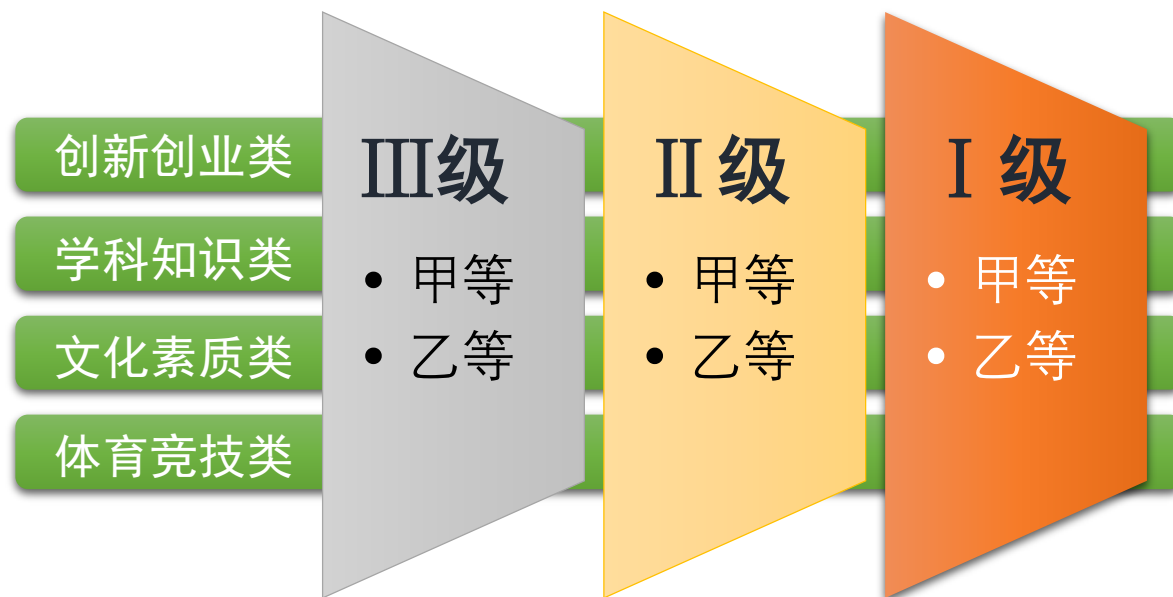 创新创业类
学科知识类
文化素质类
体育竞技类
Ⅲ级
• 甲等
• 乙等
Ⅱ级
• 甲等
• 乙等
Ⅰ级
• 甲等
• 乙等